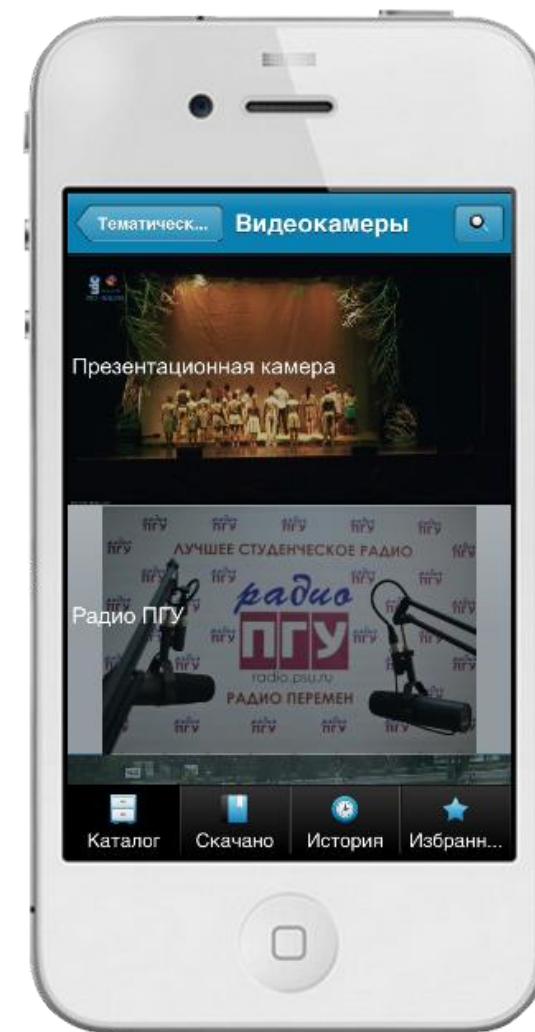 Тематическ...
Видеокамеры
Презентационная камера
ЛУЧШЕЕ СТУДЕНЧЕСКОЕ РАДИО
радио
ПГУ
radio.psu.ru
РАДИО ПЕРЕМЕН
Радио ПГУ
Каталог
Скачано
История
Избранн...